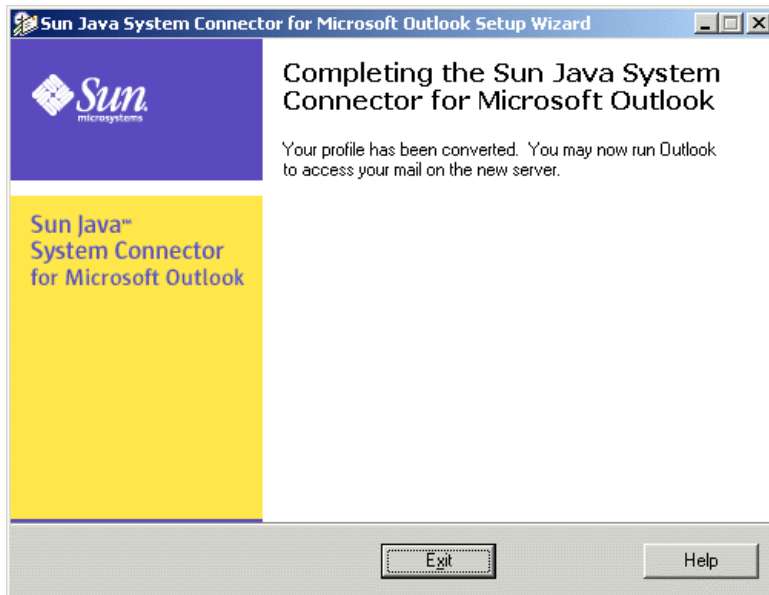 Sun Java System Connector for Microsoft Outlook Setup Wizard
Sun
microsystems
Completing the Sun Java System
Connector for Microsoft Outlook
Your profile has been converted.  You may now run Outlook
to access your mail on the new server.
Sun Java™
System Connector
for Microsoft Outlook
Exit
Help